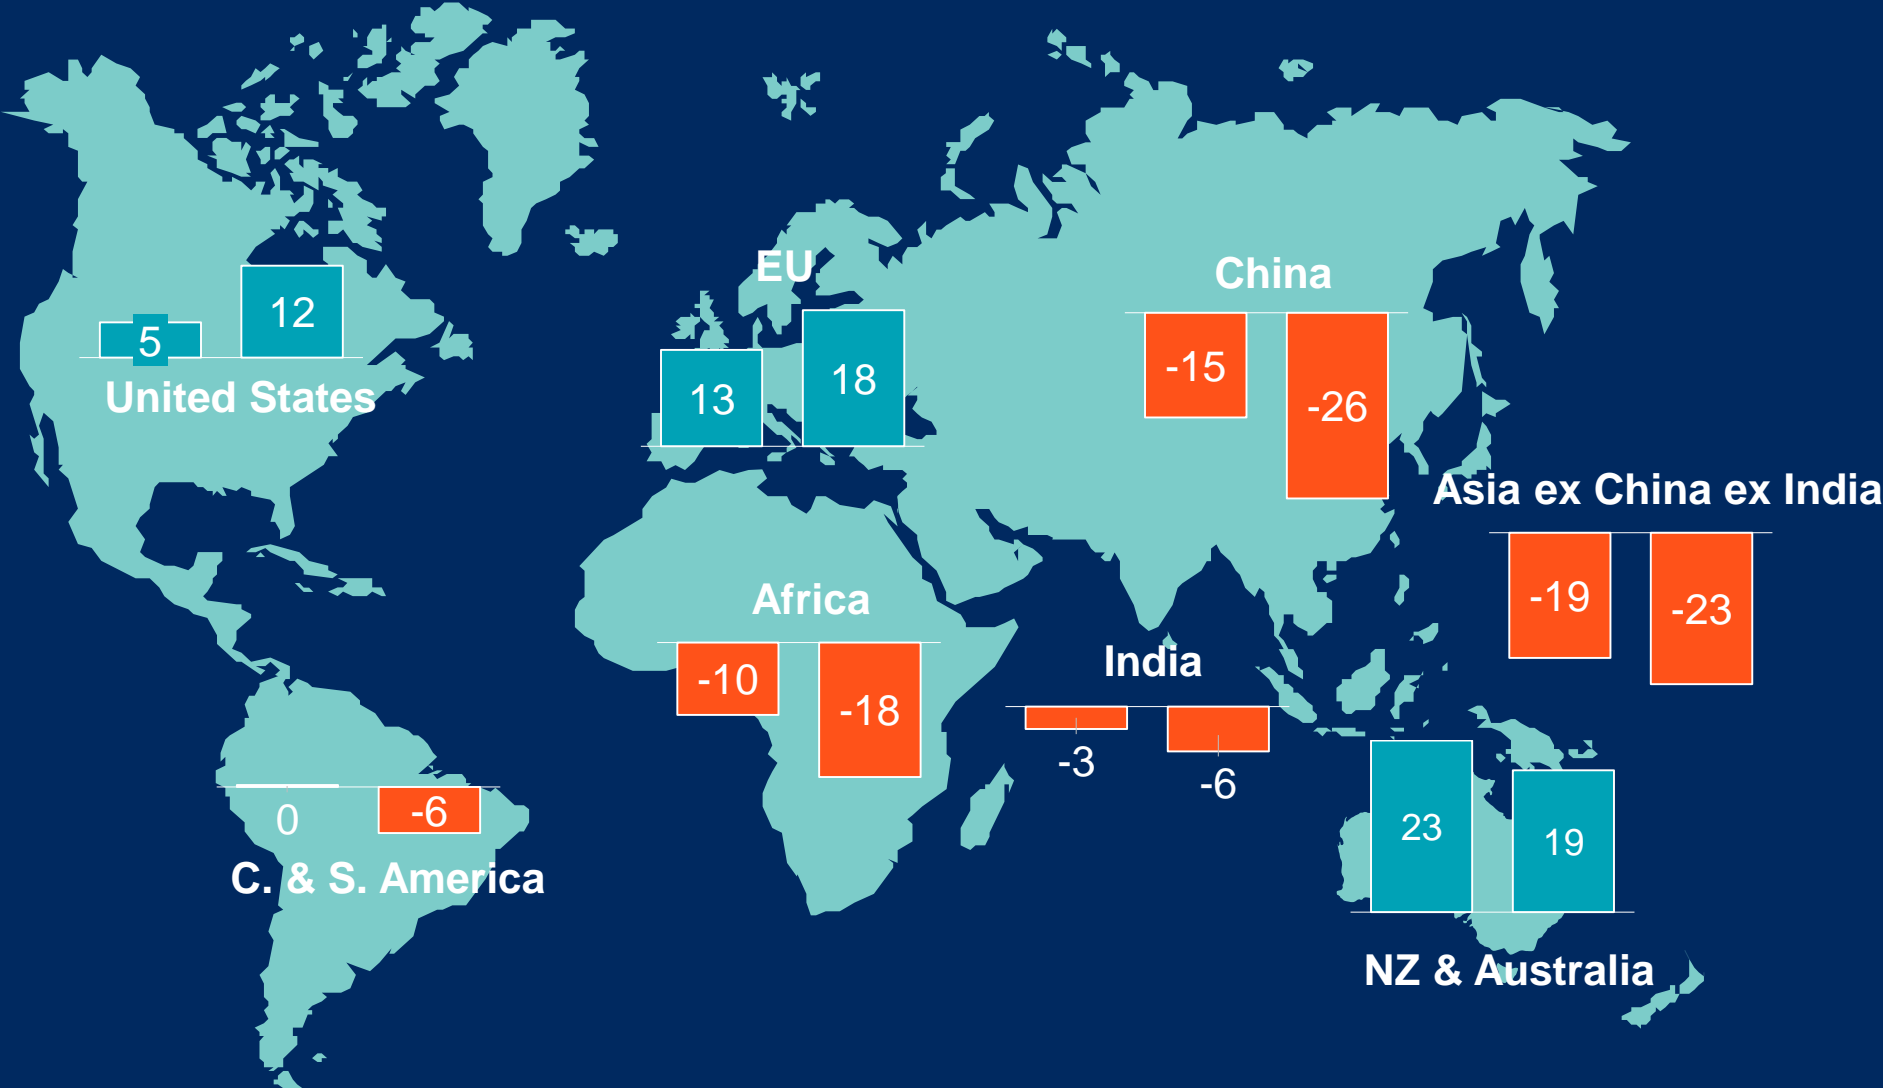 EU
18
13
China
-15
-26
12
5
United States
Asia ex China ex India
-19
-23
Africa
-10
-18
India
-3
-6
0
-6
C. & S. America
23
19
NZ & Australia